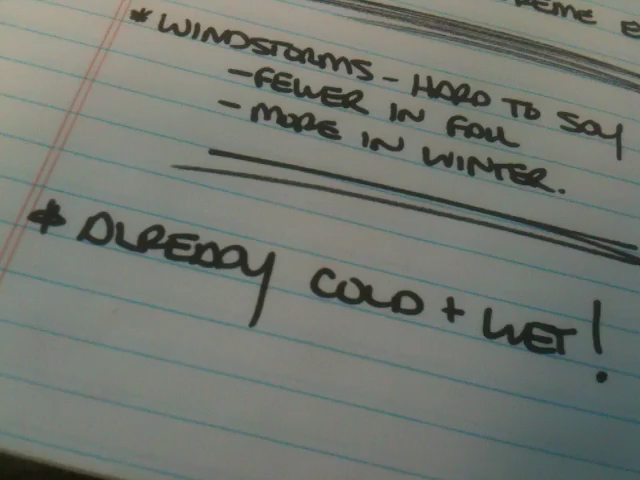 * WINDSTORMS - HARD TO SAY
- FEWER IN FALL
- MORE IN WINTER.
* ALREADY COLD + WET!